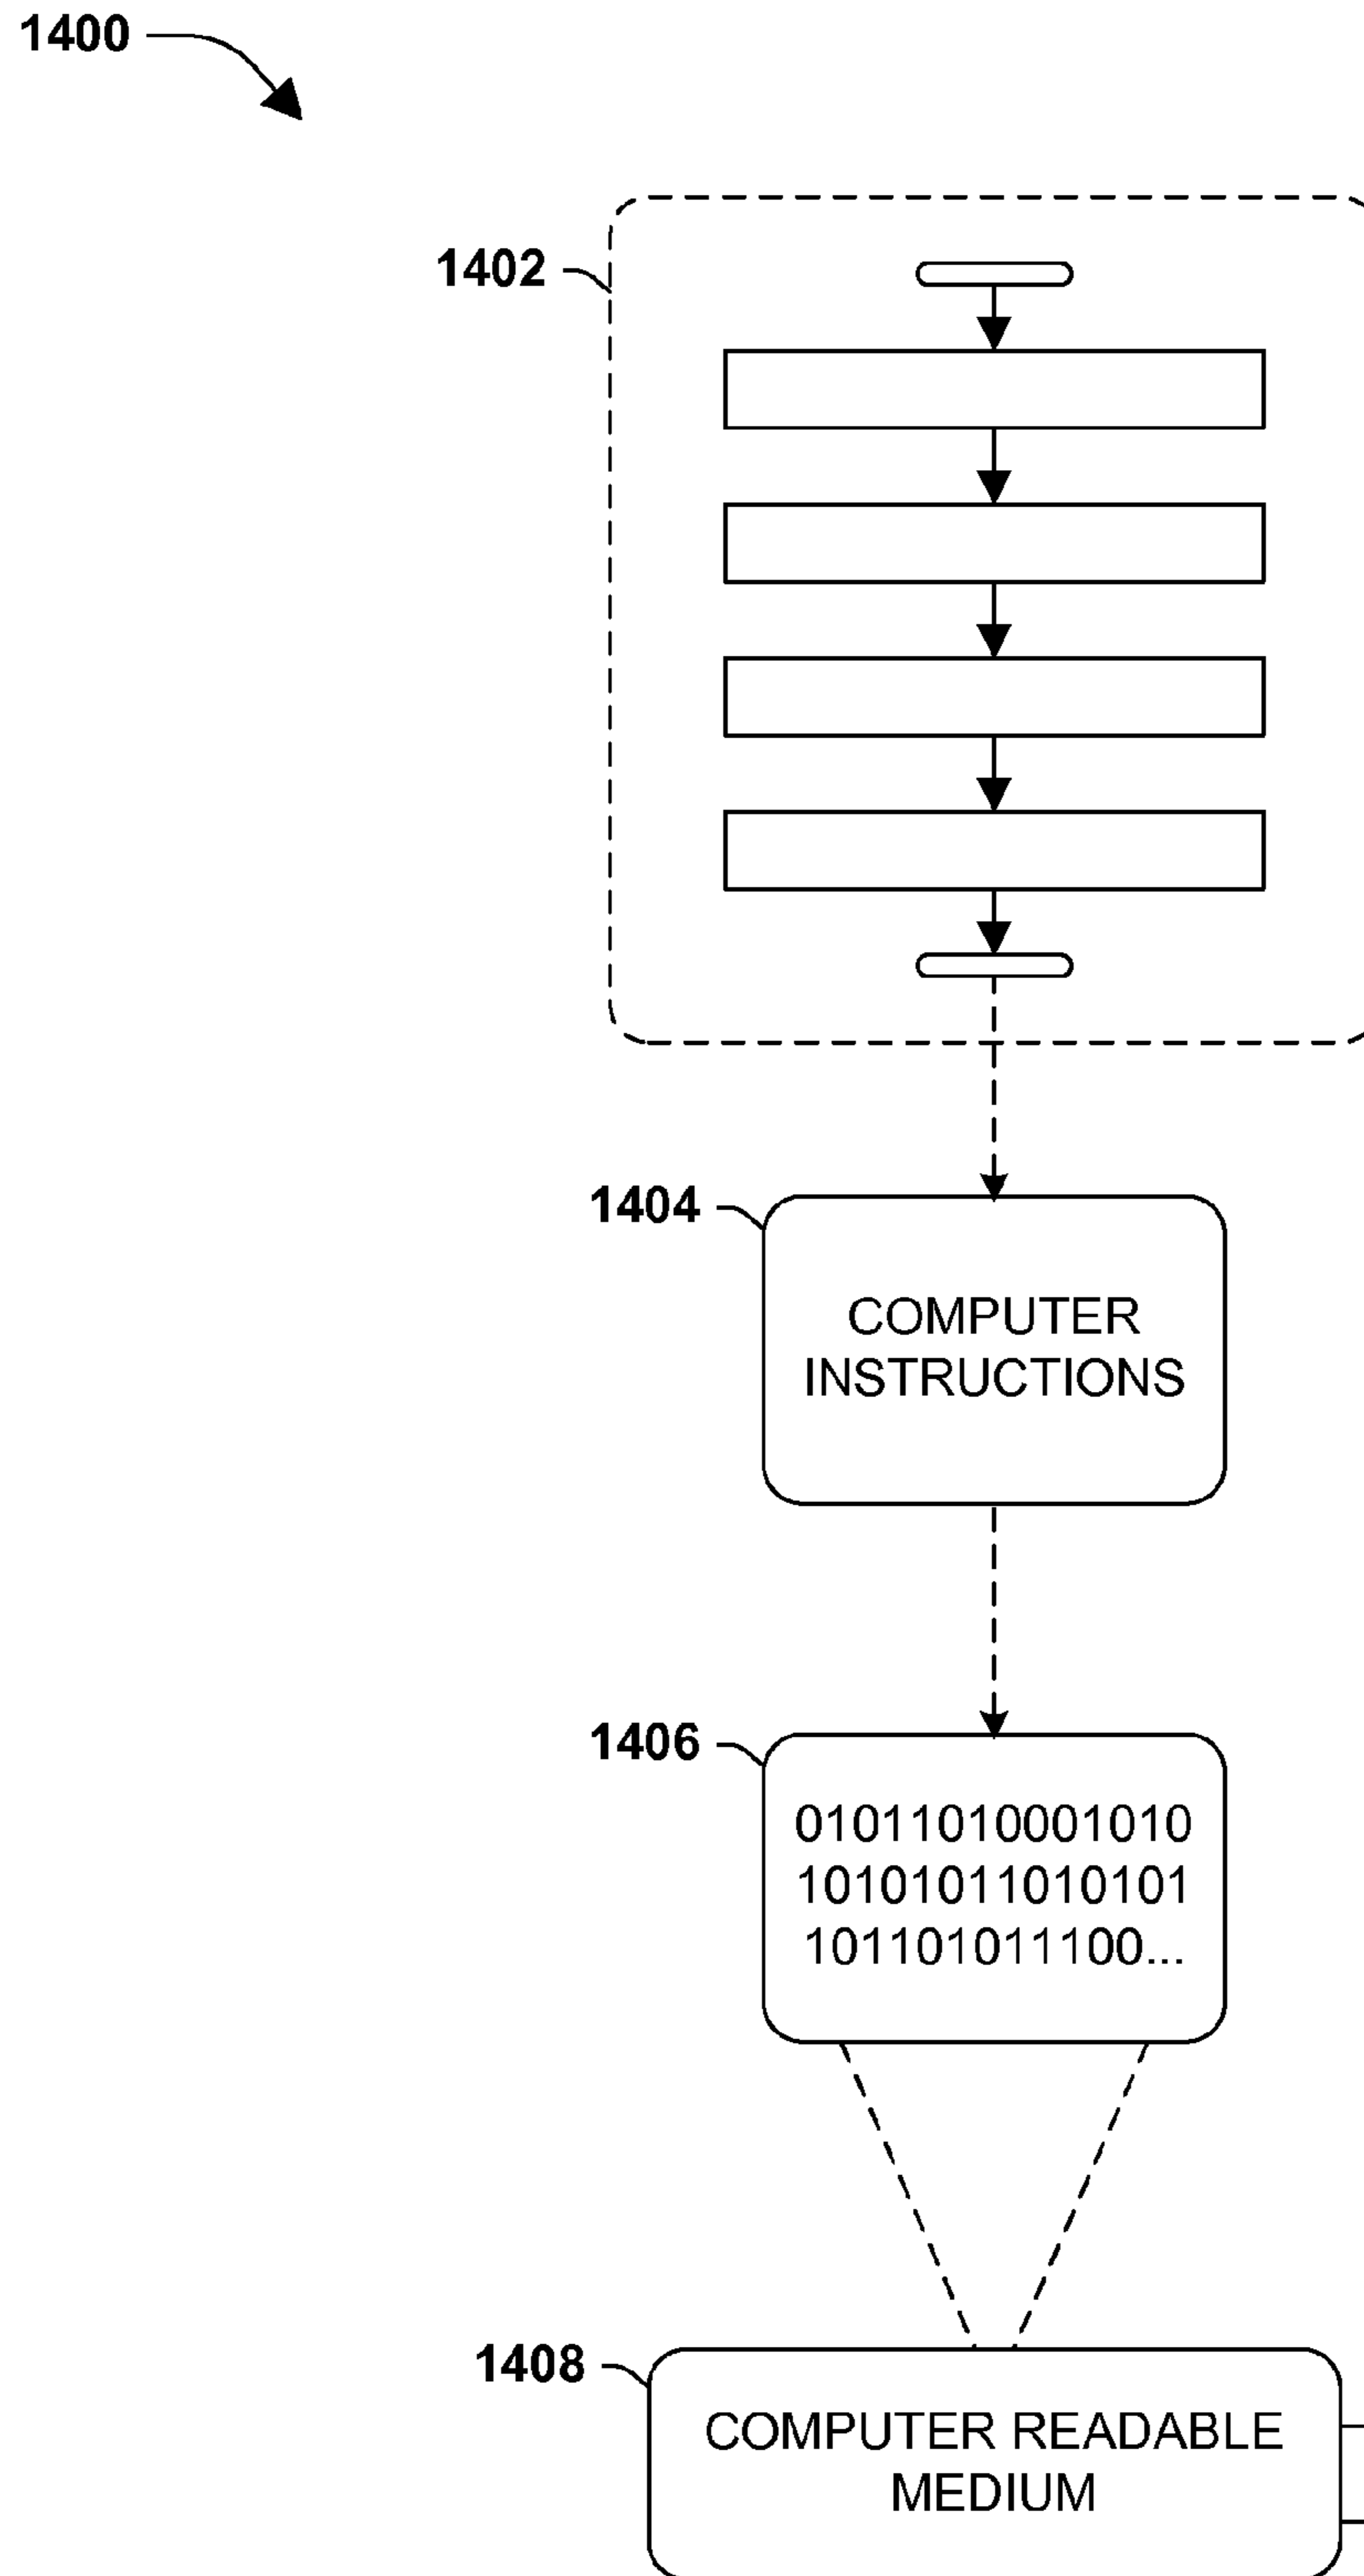 1400
1402
1404
COMPUTER
INSTRUCTIONS
1406
01011010001010
10101011010101
101101011100...
1408
COMPUTER READABLE
MEDIUM